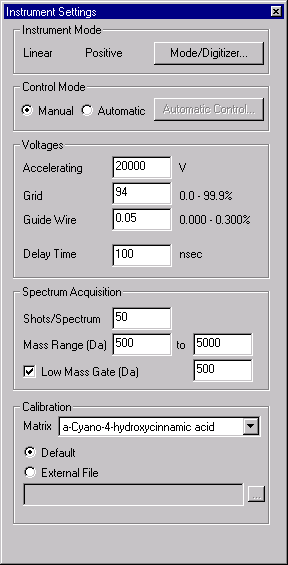 Instrument Settings
Instrument Mode
Linear Positive Mode/Digitizer...
Control Mode
Manual Automatic Automatic Control...
Voltages
Accelerating 20000 V
Grid 94 0.0 - 99.9%
Guide Wire 0.05 0.000 - 0.300%
Delay Time 100 nsec
Spectrum Acquisition
Shots/Spectrum 50
Mass Range (Da) 500 to 5000
Low Mass Gate (Da) 500
Calibration
Matrix a-Cyano-4-hydroxycinnamic acid
Default
External File
...